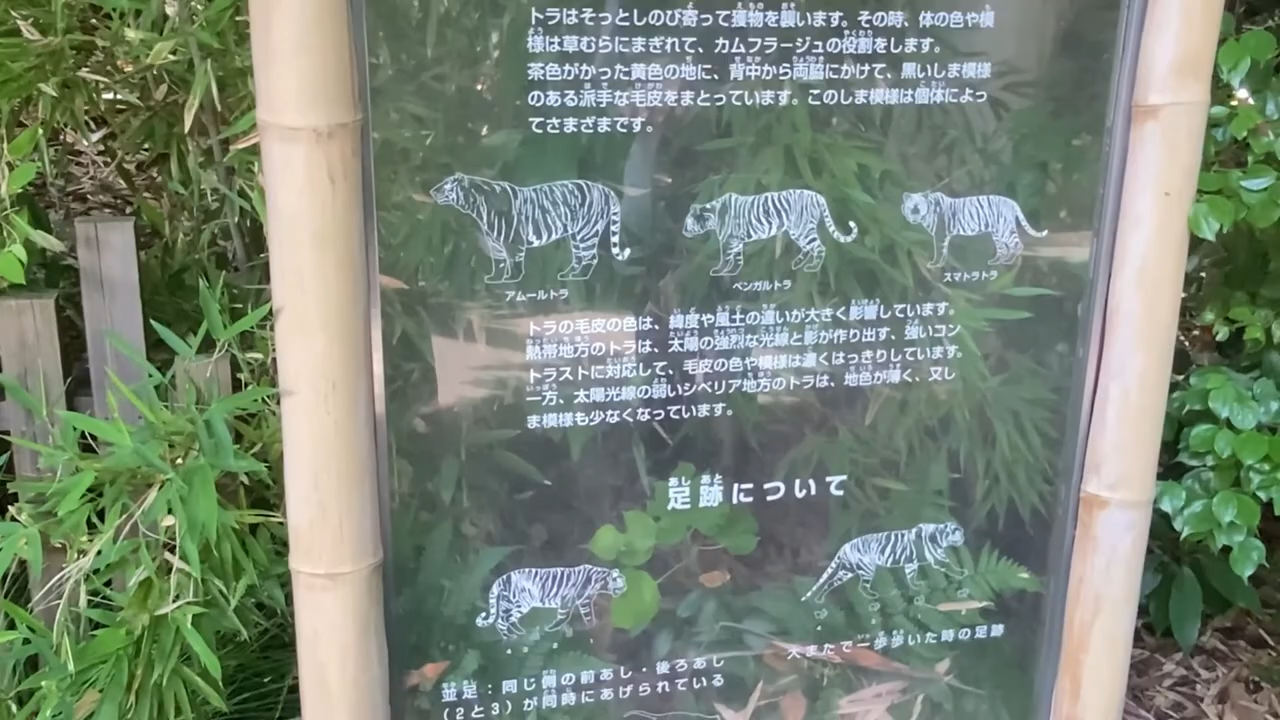 トラはそっとしのび寄って獲物を襲います。その時、体の色や模
様は草むらにまぎれて、カムフラージュの役割をします。
茶色がかった黄色の地に、背中から両脇にかけて、黒いしま模様
のある派手な毛皮をまとっています。このしま模様は個体によっ
てさまざまです。
アムールトラ
ベンガルトラ
スマトラトラ
トラの毛皮の色は、緯度や風土の違いが大きく影響しています。
熱帯地方のトラは、太陽の強烈な光線と影が作り出す、強いコン
トラストに対応して、毛皮の色や模様は濃くはっきりしています。
一方、太陽光線の弱いシベリア地方のトラは、地色が薄く、又し
ま模様も少なくなっています。
足跡について
大またで一歩歩いた時の足跡
並足：同じ側の前あし・後ろあし
(2と3)が同時にあげられている